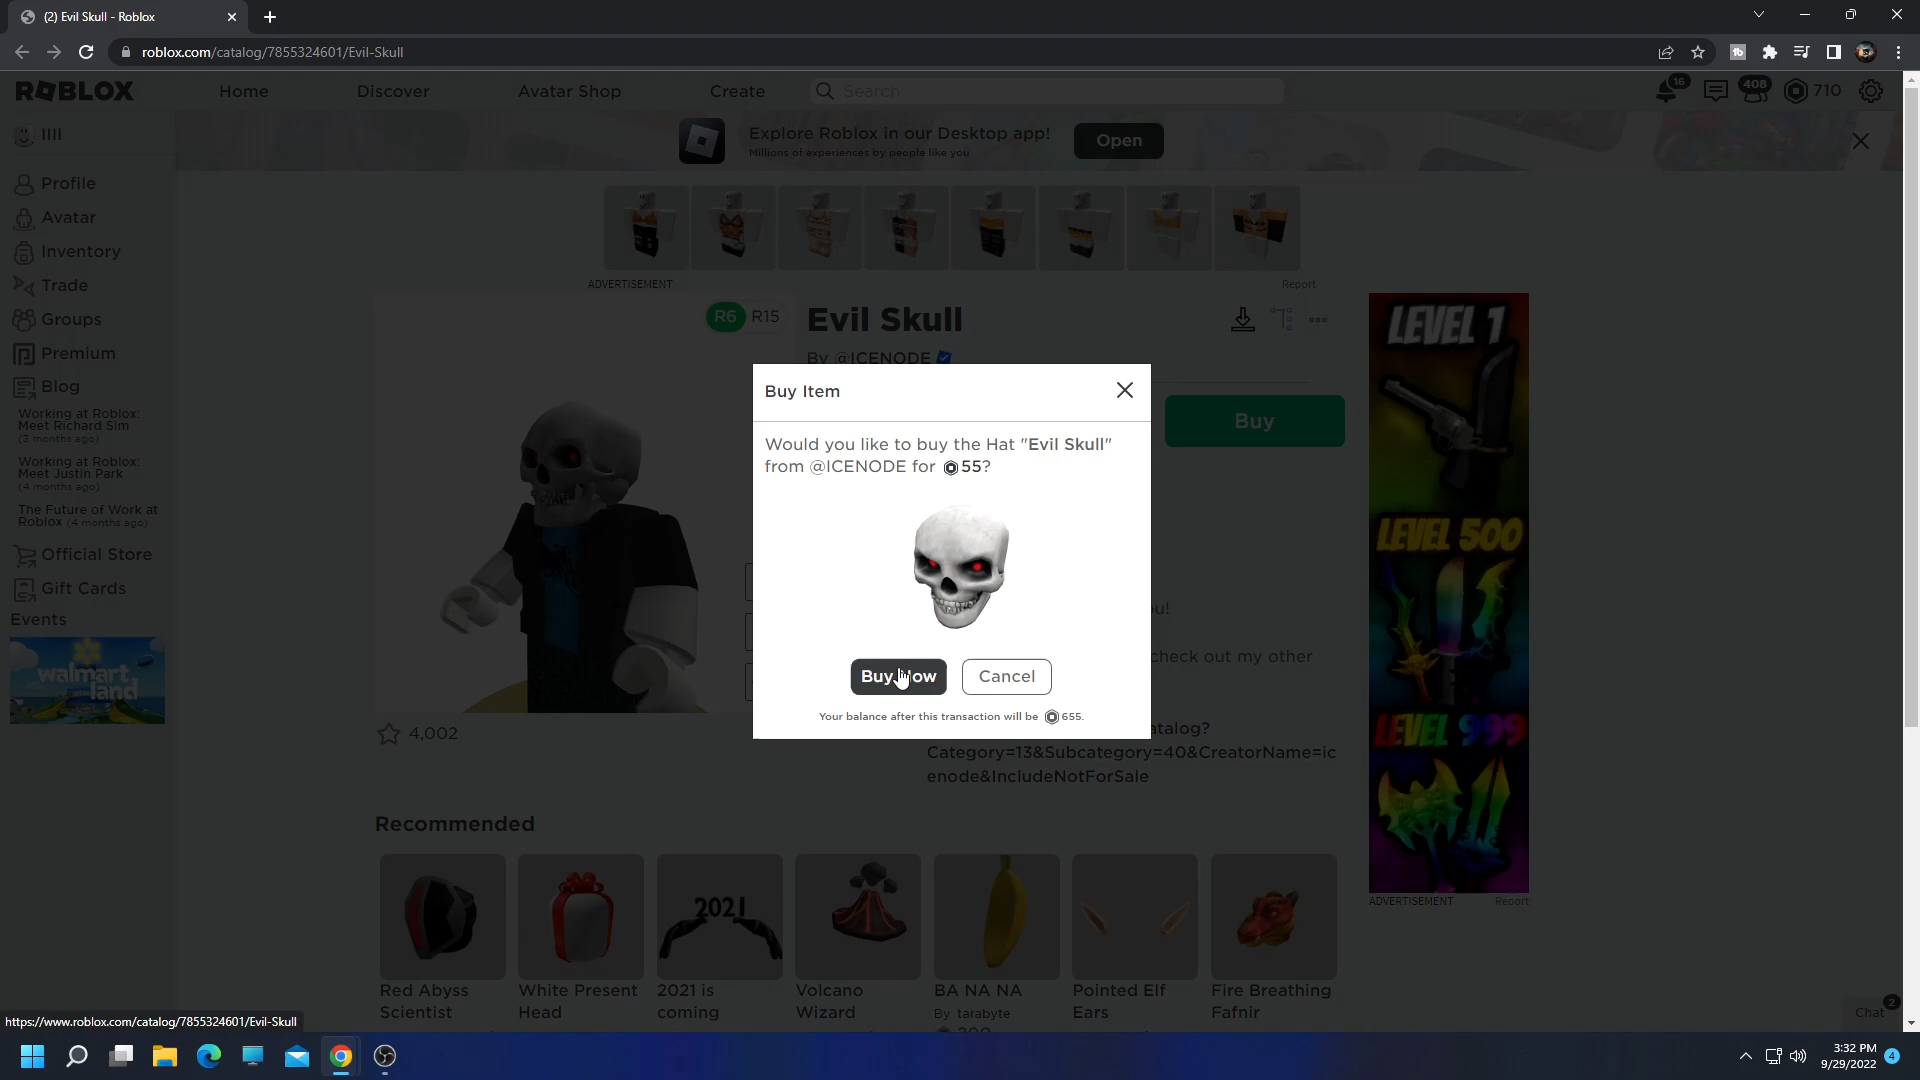 (2) Evil Skull - Roblox
roblox.com/catalog/7855324601/Evil-Skull
ROBLOX
Home
Discover
Avatar Shop
Create
Search
16
408
710
IIII
Explore Roblox in our Desktop app!
Millions of experiences by people like you
Open
Profile
Avatar
Inventory
Trade
Groups
Premium
Blog
Working at Roblox:
Meet Richard Sim
(3 months ago)
Working at Roblox:
Meet Justin Park
(4 months ago)
The Future of Work at
Roblox (4 months ago)
Official Store
Gift Cards
Events
walmart
land
ADVERTISEMENT
Report
R6 R15
Evil Skull
By @ICENODE
Buy
Buy Item
Would you like to buy the Hat "Evil Skull"
from @ICENODE for 55?
Buy Now
Cancel
Your balance after this transaction will be 655.
check out my other
Category=13&Subcategory=40&CreatorName=ic
enode&IncludeNotForSale
4,002
LEVEL 1
LEVEL 500
LEVEL 999
ADVERTISEMENT
Report
Recommended
2021
Red Abyss
Scientist
White Present
Head
2021 is
coming
Volcano
Wizard
BA NA NA
By tarabyte
Pointed Elf
Ears
Fire Breathing
Fafnir
Chat
2
https://www.roblox.com/catalog/7855324601/Evil-Skull
3:32 PM
9/29/2022
4